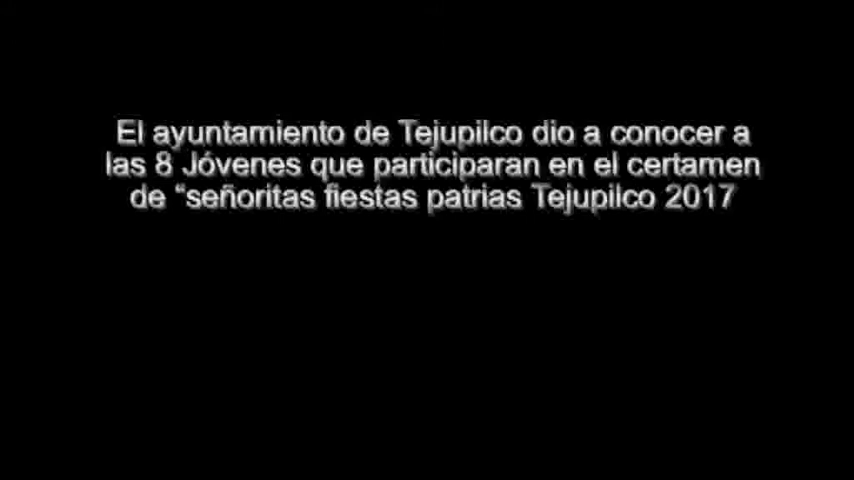 El ayuntamiento de Tejupilco dio a conocer a
las 8 Jóvenes que participaran en el certamen
de “señoritas fiestas patrias Tejupilco 2017